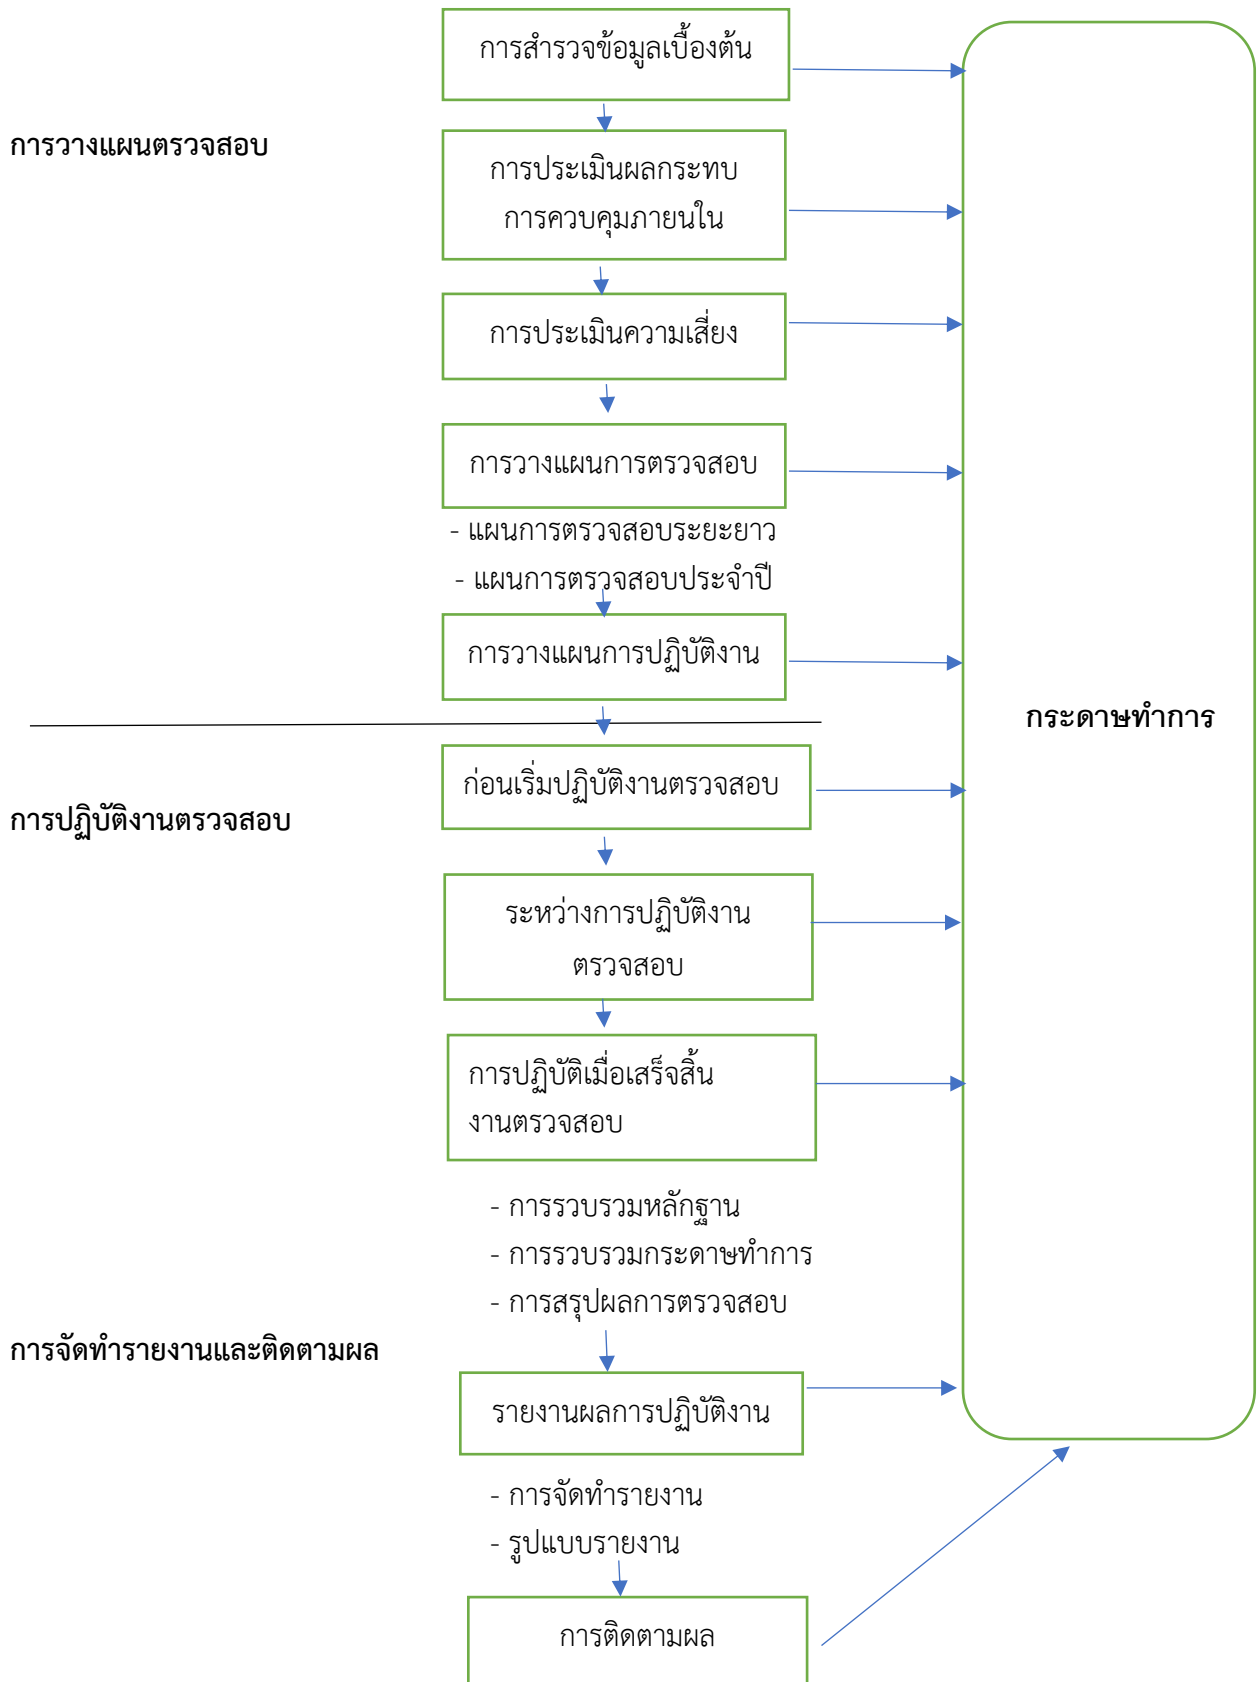 การสำรวจข้อมูลเบื้องต้น
การวางแผนตรวจสอบ
การประเมินผลกระทบ
การควบคุมภายนใน
การประเมินความเสี่ยง
การวางแผนการตรวจสอบ
- แผนการตรวจสอบระยะยาว
- แผนการตรวจสอบประจำปี
การวางแผนการปฏิบัติงาน
กระดาษทำการ
ก่อนเริ่มปฏิบัติงานตรวจสอบ
การปฏิบัติงานตรวจสอบ
ระหว่างการปฏิบัติงาน
ตรวจสอบ
การปฏิบัติเมื่อเสร็จสิ้น
งานตรวจสอบ
- การรวบรวมหลักฐาน
- การรวบรวมกระดาษทำการ
- การสรุปผลการตรวจสอบ
การจัดทำรายงานและติดตามผล
รายงานผลการปฏิบัติงาน
- การจัดทำรายงาน
- รูปแบบรายงาน
การติดตามผล